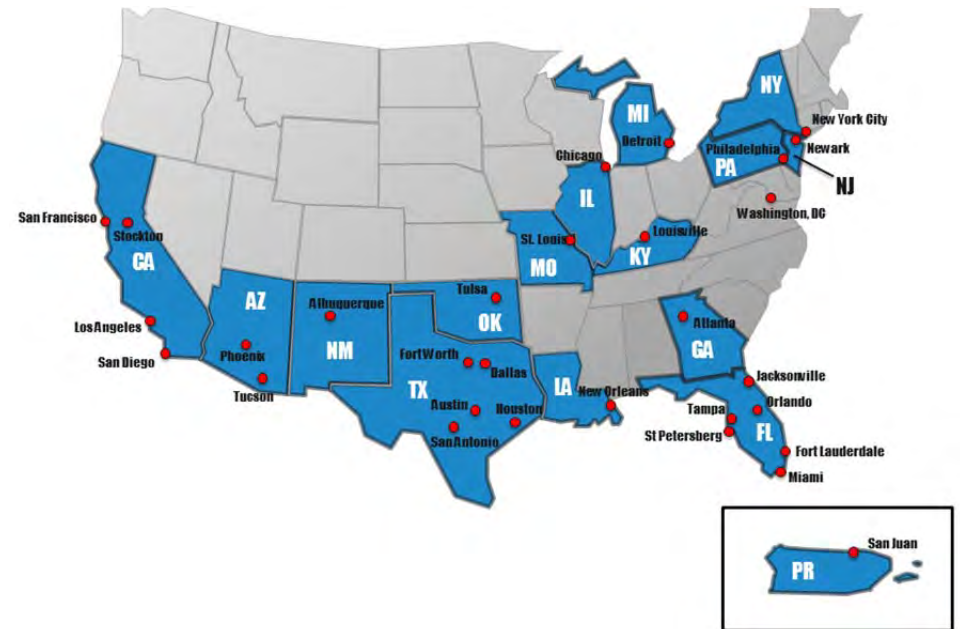 NY
MI
New York City
Detroit
Philadelphia
Newark
Chicago
PA
NJ
IL
Washington, DC
San Francisco
Stockton
St. Louis
Louisville
KY
CA
MO
AZ
Albuquerque
Tulsa
OK
Los Angeles
Atlanta
Phoenix
NM
GA
San Diego
Fort Worth
Dallas
Tucson
TX
LA
New Orleans
Jacksonville
Austin
Houston
Tampa
Orlando
San Antonio
St Petersberg
FL
Fort Lauderdale
Miami
San Juan
PR